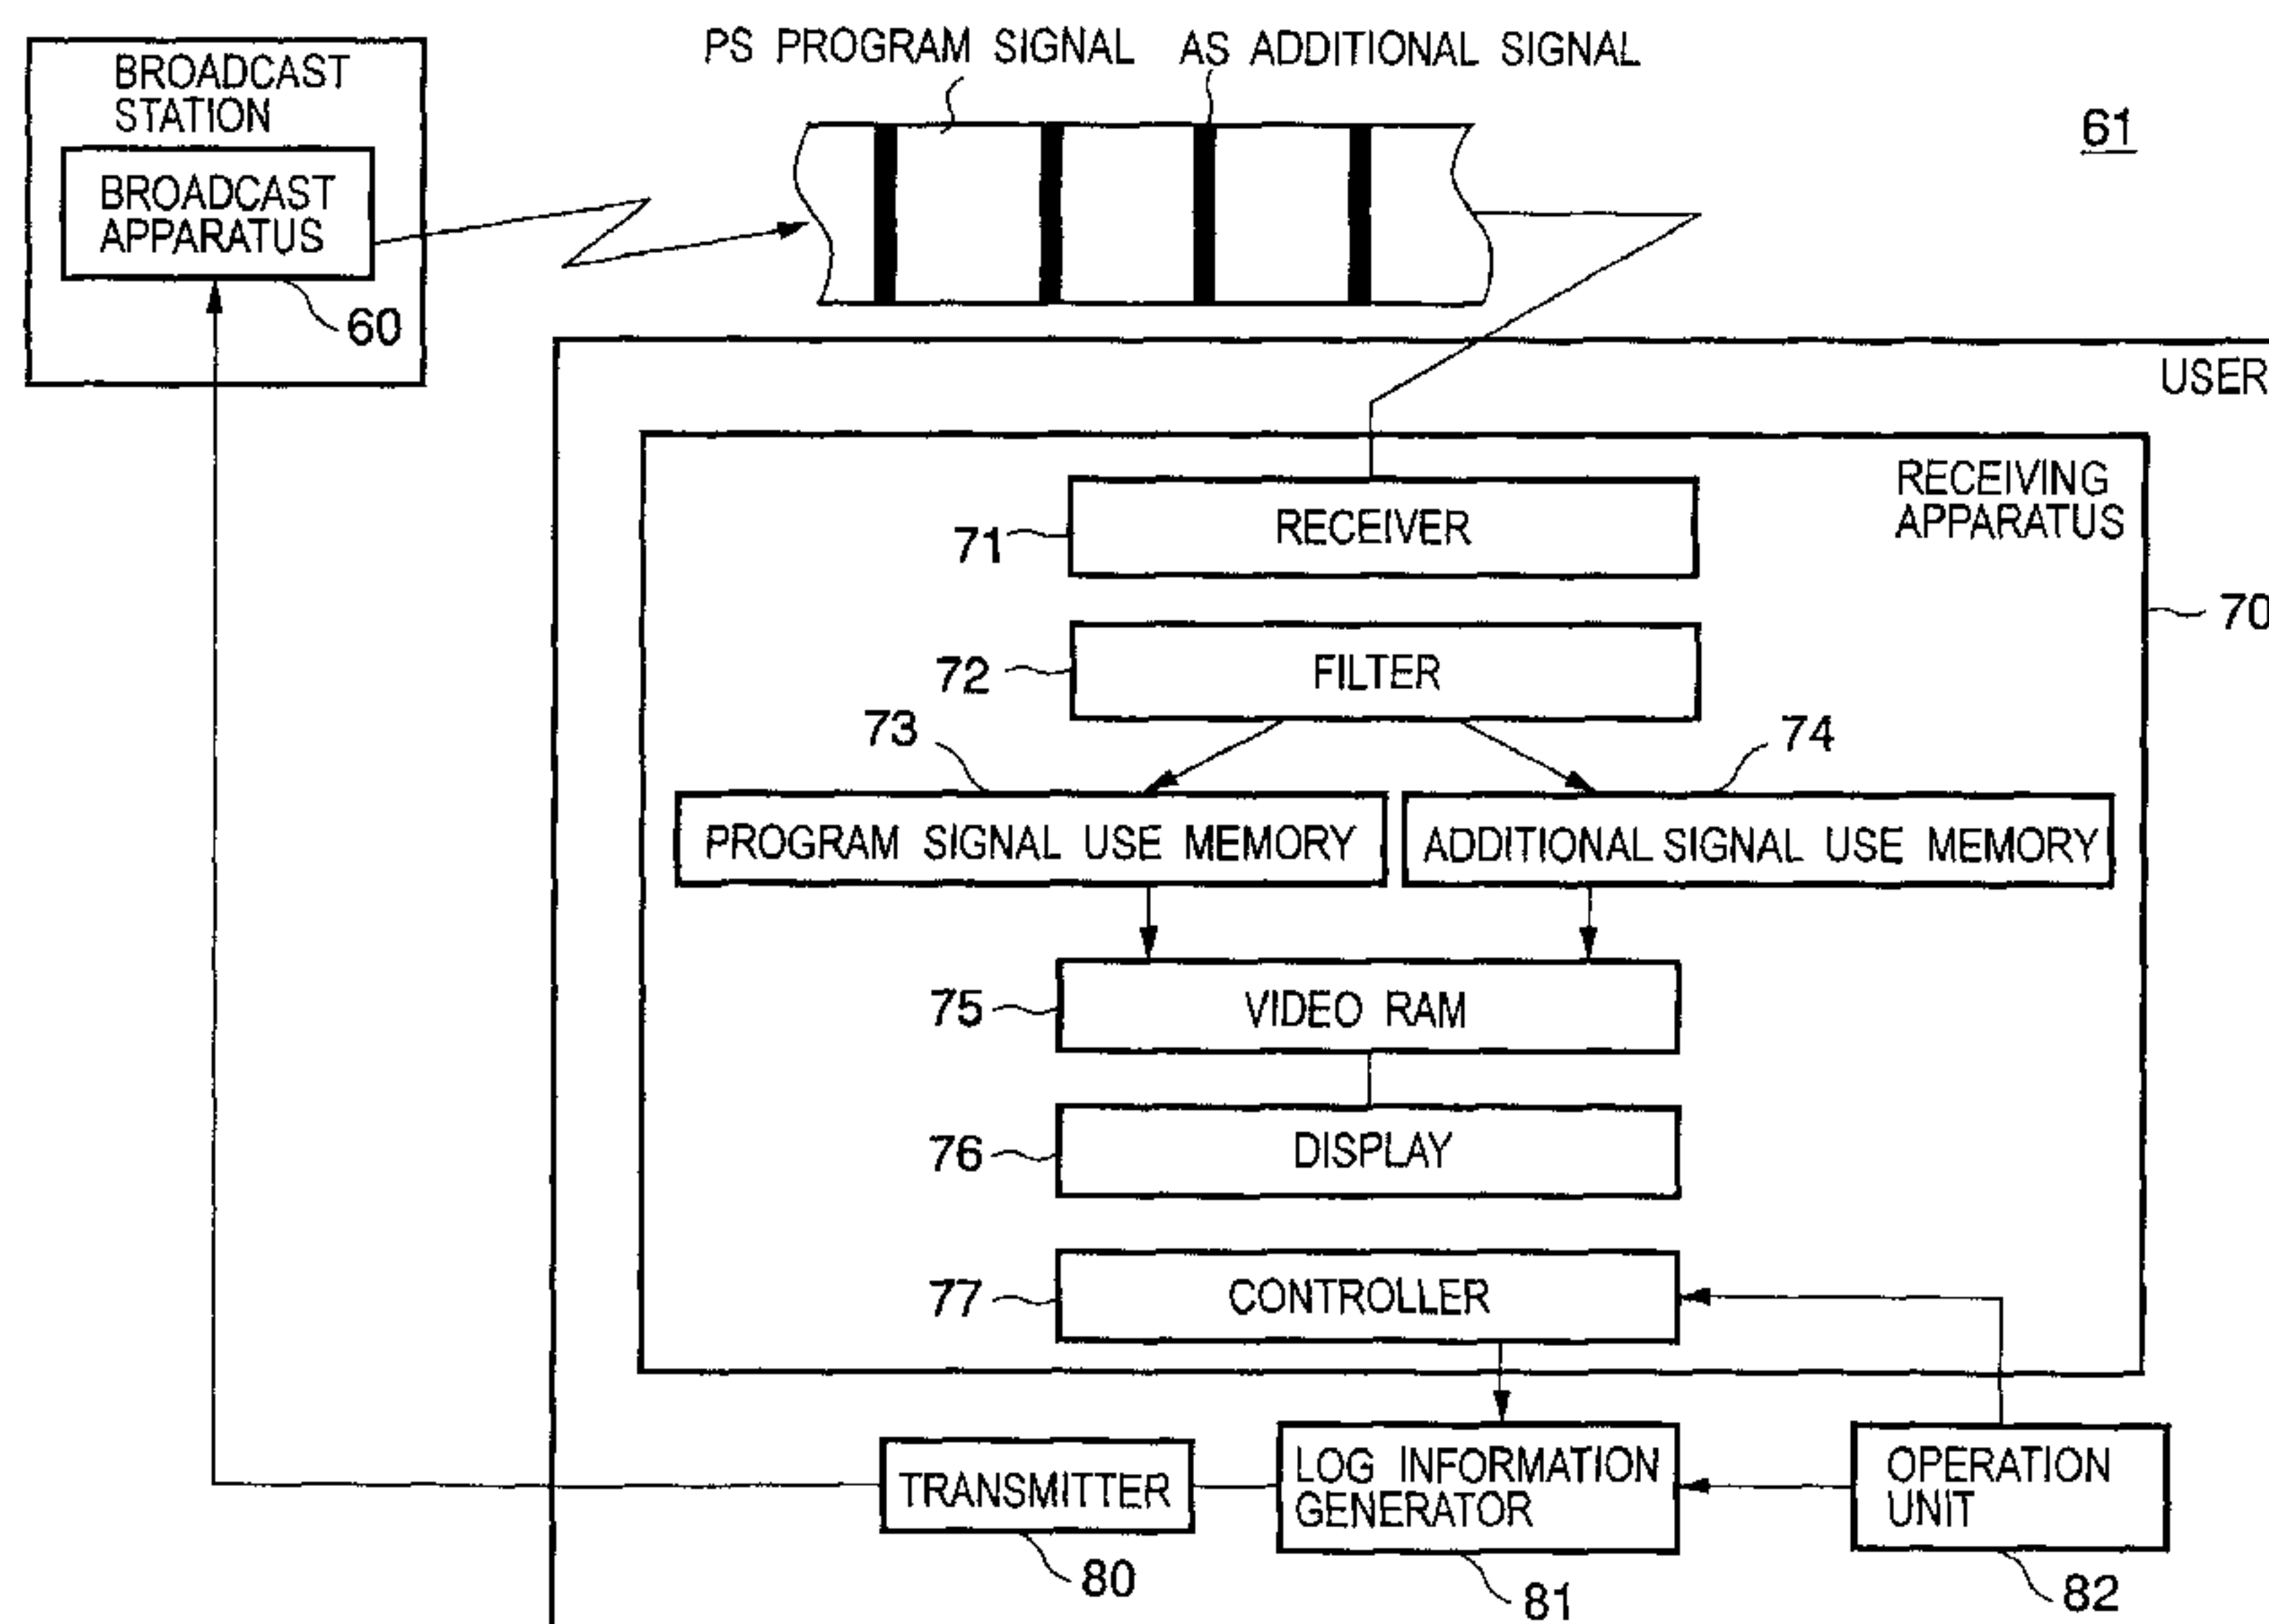 PS PROGRAM SIGNAL
AS ADDITIONAL SIGNAL
BROADCAST
STATION
BROADCAST
APPARATUS
60
61
USER
RECEIVING
APPARATUS
70
RECEIVER
71
FILTER
72
73
74
PROGRAM SIGNAL USE MEMORY
ADDITIONAL SIGNAL USE MEMORY
VIDEO RAM
75
DISPLAY
76
CONTROLLER
77
TRANSMITTER
80
LOG INFORMATION
GENERATOR
81
OPERATION
UNIT
82